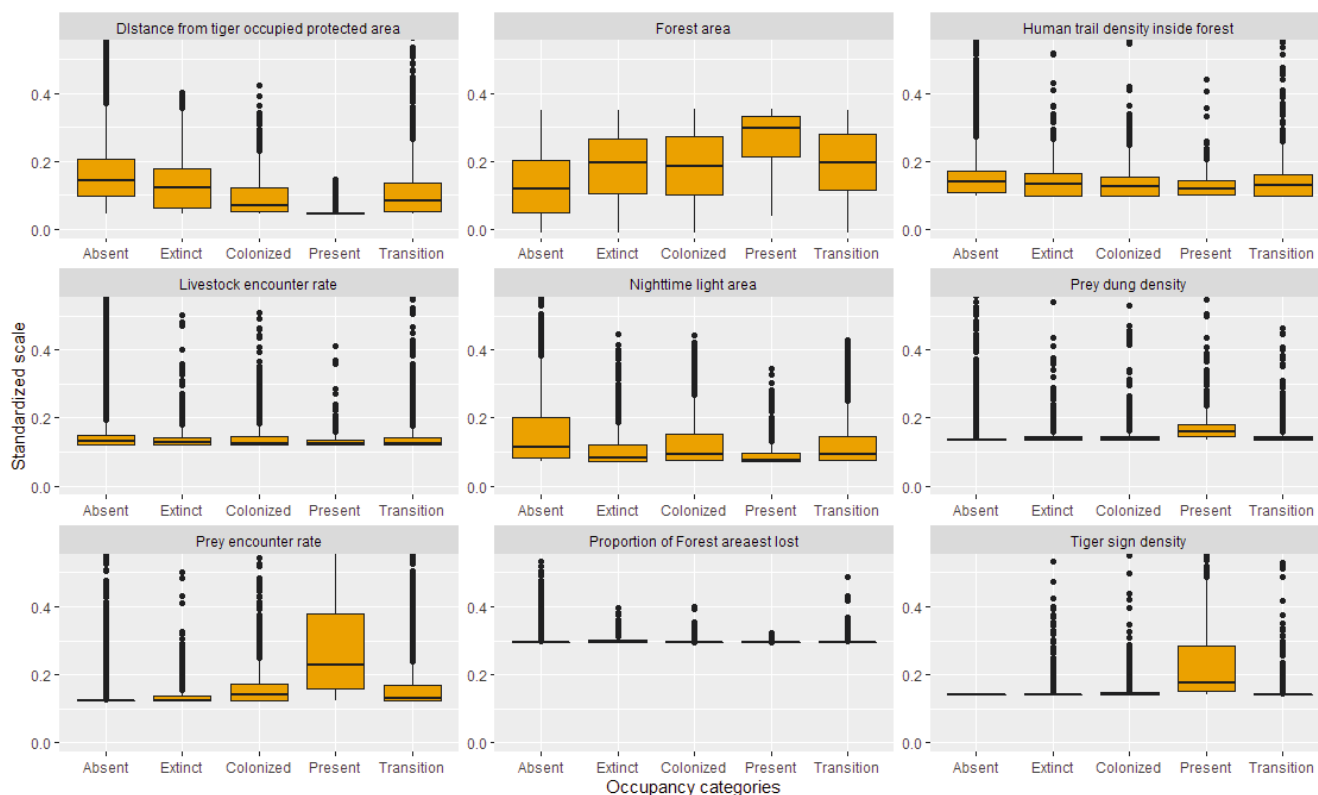 Distance from tiger occupied protected area
Forest area
Human trail density inside forest
0.4
0.2
0.0
0.4
0.2
0.0
0.4
0.2
0.0
Absent Extinct Colonized Present Transition
Absent Extinct Colonized Present Transition
Absent Extinct Colonized Present Transition
Livestock encounter rate
Nighttime light area
Prey dung density
Standardized scale
0.4
0.2
0.0
0.4
0.2
0.0
0.4
0.2
0.0
Absent Extinct Colonized Present Transition
Absent Extinct Colonized Present Transition
Absent Extinct Colonized Present Transition
Prey encounter rate
Proportion of Forest areaest lost
Tiger sign density
0.4
0.2
0.0
0.4
0.2
0.0
0.4
0.2
0.0
Absent Extinct Colonized Present Transition
Absent Extinct Colonized Present Transition
Absent Extinct Colonized Present Transition
Occupancy categories